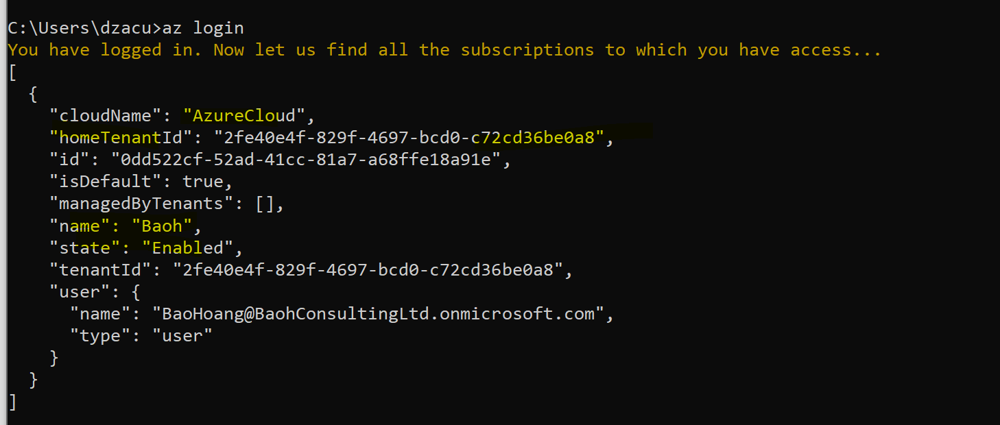 C:\Users\dzacu>az login
You have logged in. Now let us find all the subscriptions to which you have access...
[
  {
    "cloudName": "AzureCloud",
    "homeTenantId": "2fe40e4f-829f-4697-bcd0-c72cd36be0a8",
    "id": "0dd522cf-52ad-41cc-81a7-a68ffe18a91e",
    "isDefault": true,
    "managedByTenants": [],
    "name": "Baoh",
    "state": "Enabled",
    "tenantId": "2fe40e4f-829f-4697-bcd0-c72cd36be0a8",
    "user": {
      "name": "BaoHoang@BaohConsultingLtd.onmicrosoft.com",
      "type": "user"
    }
  }
]